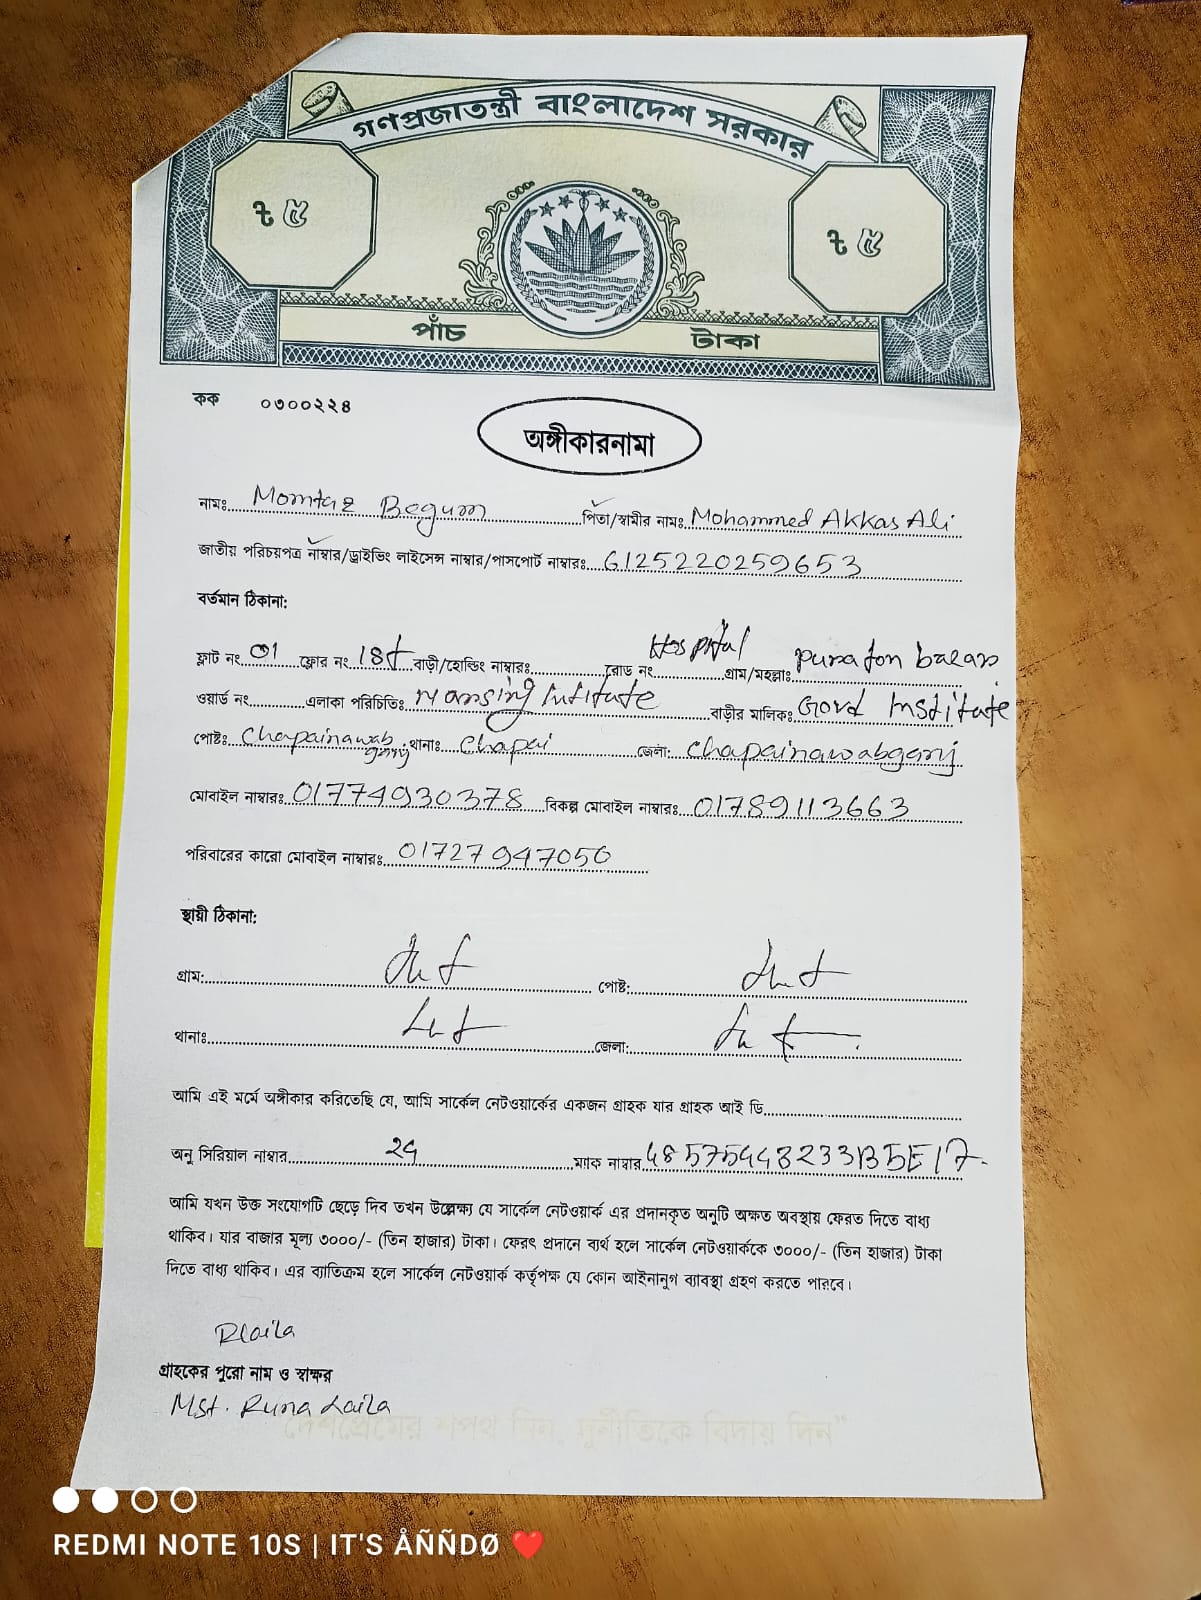 গণপ্রজাতন্ত্রী বাংলাদেশ সরকার
৳ ৫ ৳ ৫
পাঁচ টাকা
কক ০৩০০২২৪
অঙ্গীকারনামা
নামঃ Momtaz Begum পিতা/স্বামীর নামঃ Mohammed Akkas Ali
জাতীয় পরিচয়পত্র নাম্বার/ড্রাইভিং লাইসেন্স নাম্বার/পাসপোর্ট নাম্বারঃ 6125220259653
বর্তমান ঠিকানা:
ফ্লাট নং 01 ফ্লোর নং 1st বাড়ী/হোল্ডিং নাম্বারঃ রোড নং Hospital গ্রাম/মহল্লাঃ puraton bazar
ওয়ার্ড নং এলাকা পরিচিতিঃ Institute বাড়ীর মালিকঃ Govt Institute
পোষ্টঃ Chapainawabganj থানাঃ Chapai জেলা: Chapainawabganj
মোবাইল নাম্বারঃ 01774930378 বিকল্প মোবাইল নাম্বারঃ 01789113663
পরিবারের কারো মোবাইল নাম্বারঃ 01727947050
স্থায়ী ঠিকানা:
গ্রাম: পোষ্ট:
থানাঃ জেলা:
আমি এই মর্মে অঙ্গীকার করিতেছি যে, আমি সার্কেল নেটওয়ার্কের একজন গ্রাহক যার গ্রাহক আই ডি
অনু সিরিয়াল নাম্বার ম্যাক নাম্বার
আমি যখন উক্ত সংযোগটি ছেড়ে দিব তখন উল্লেক্ষ্য যে সার্কেল নেটওয়ার্ক এর প্রদানকৃত অনুটি অক্ষত অবস্থায় ফেরত দিতে বাধ্য
থাকিব। যার বাজার মূল্য ৩০০০/- (তিন হাজার) টাকা। ফেরৎ প্রদানে ব্যর্থ হলে সার্কেল নেটওয়ার্ককে ৩০০০/- (তিন হাজার) টাকা
দিতে বাধ্য থাকিব। এর ব্যাতিক্রম হলে সার্কেল নেটওয়ার্ক কর্তৃপক্ষ যে কোন আইনানুগ ব্যাবস্থা গ্রহণ করতে পারবে।
RLaila
গ্রাহকের পুরো নাম ও স্বাক্ষর
Mst. Runa Laila
দেশপ্রেমের শপথ নিন, দুর্নীতিকে বিদায় দিন"
REDMI NOTE 10S | IT'S ÅÑÑDØ ❤️